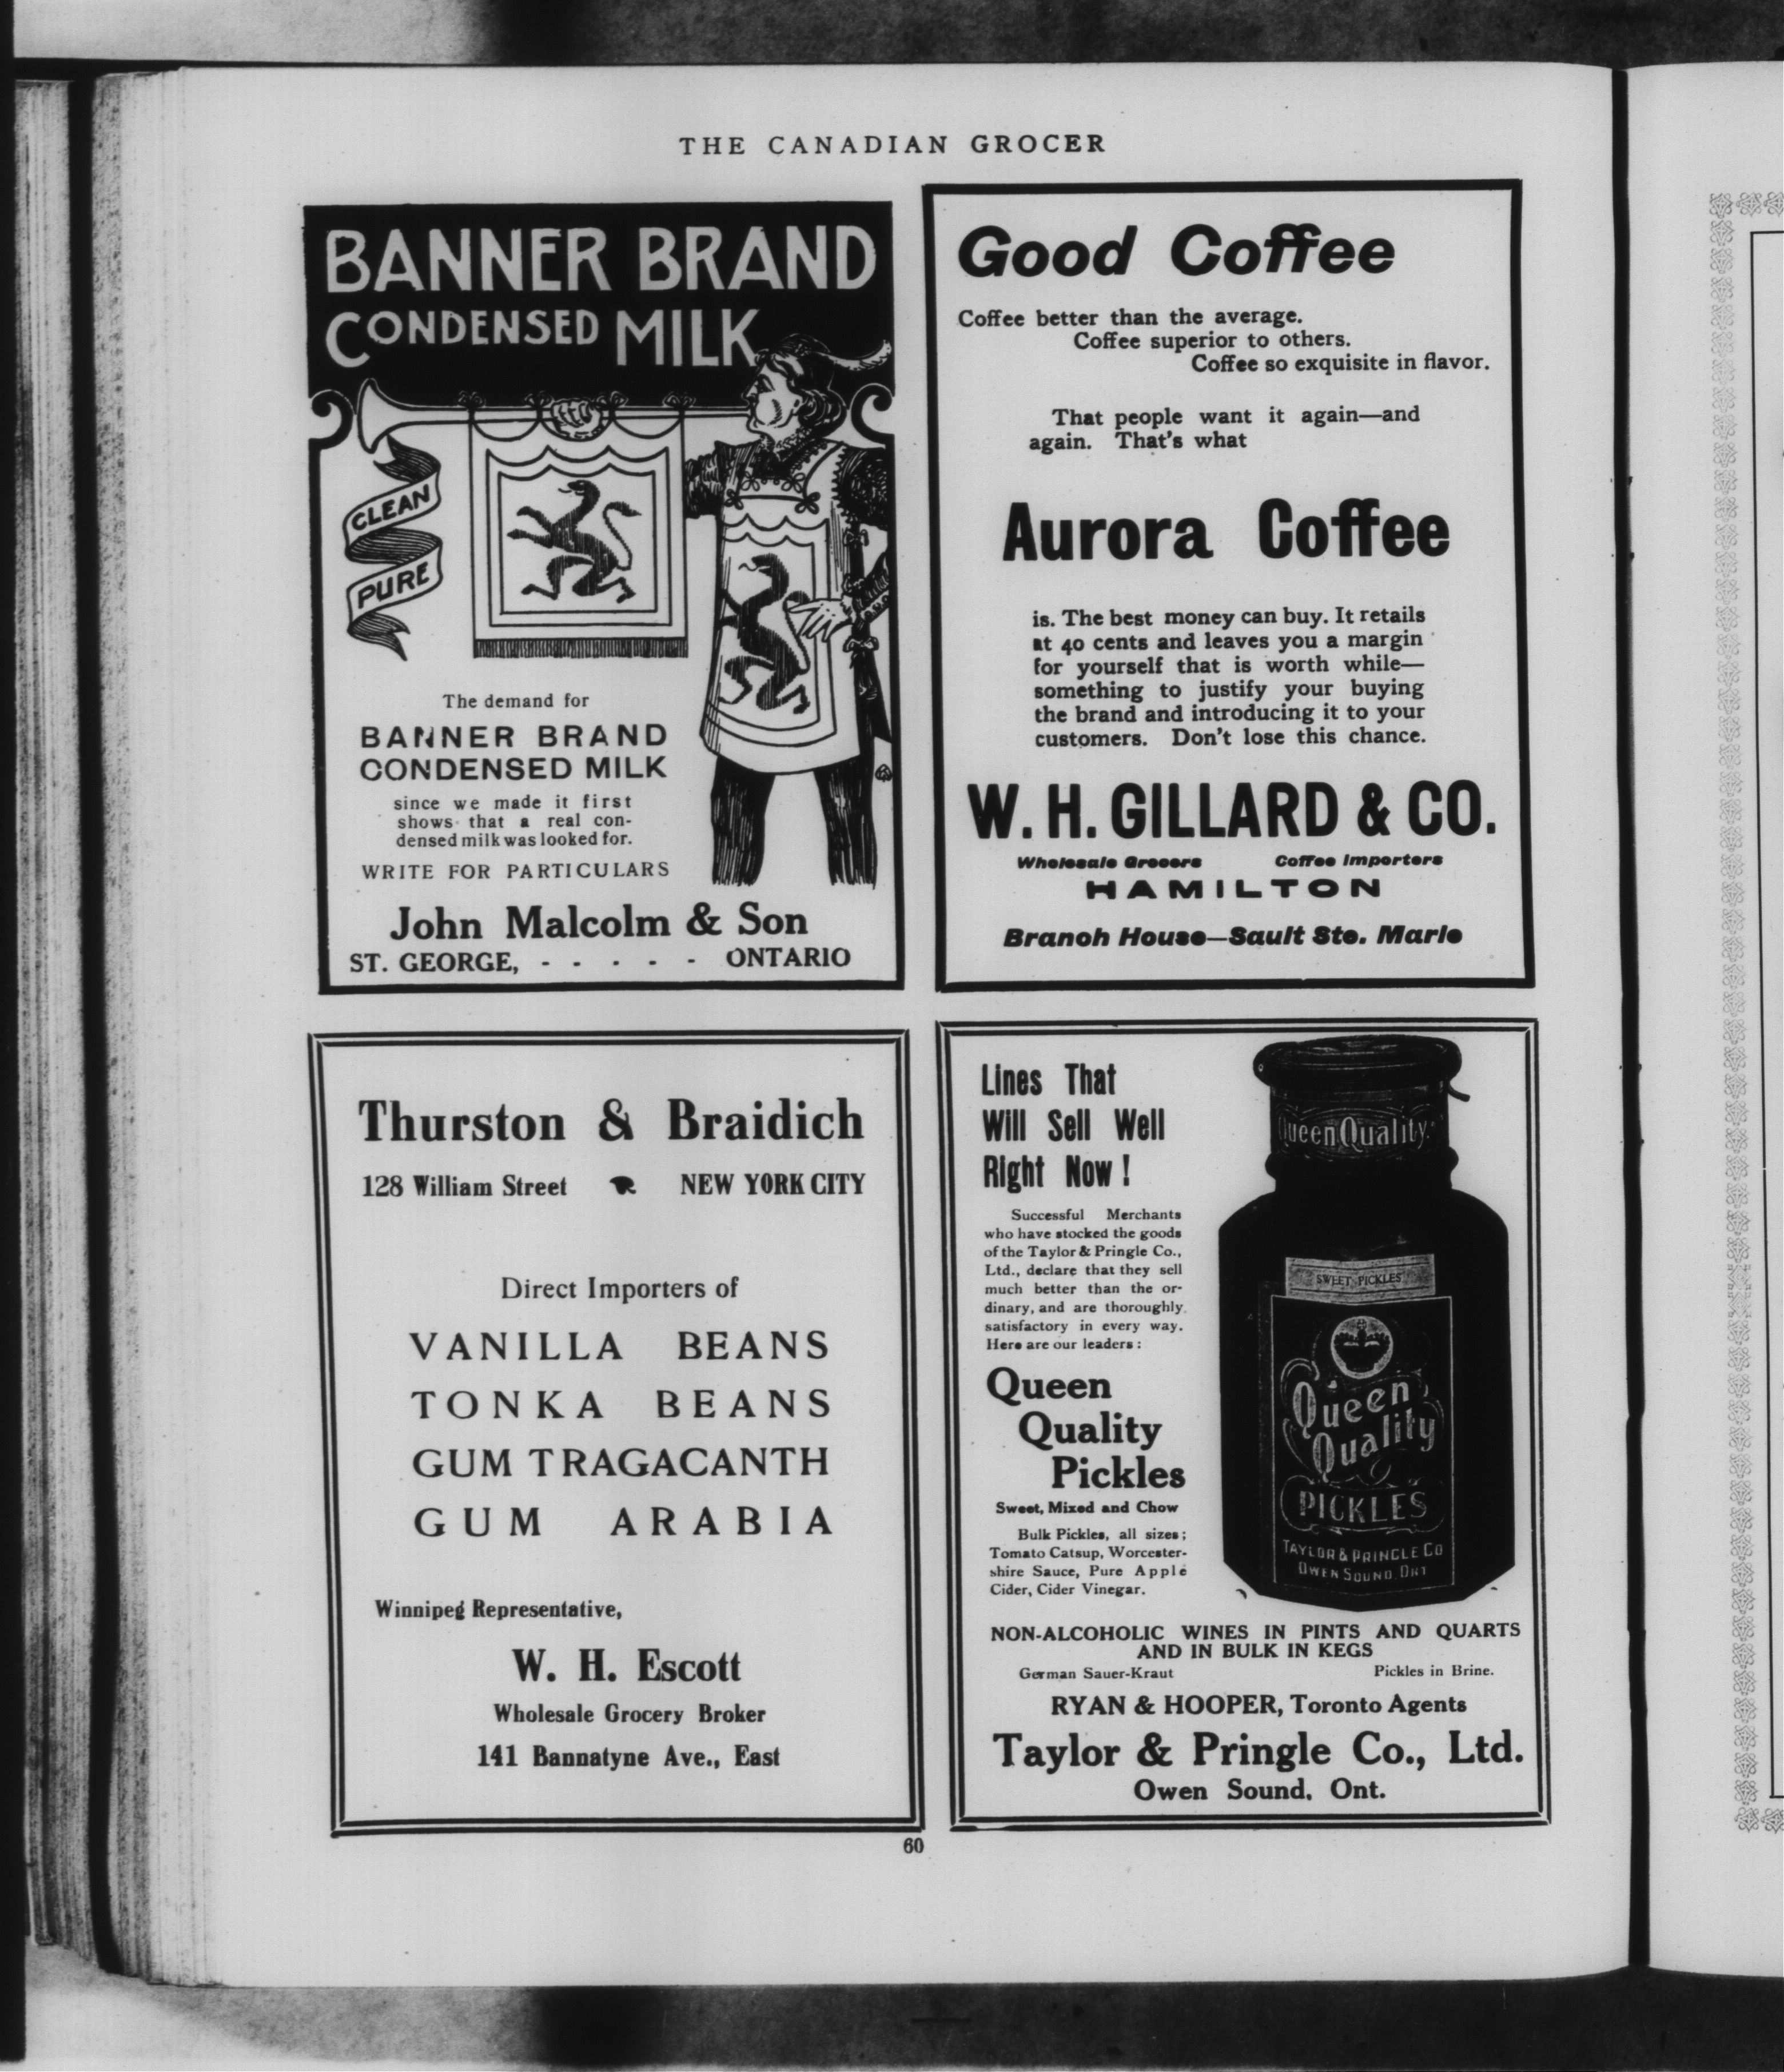 THE CANADIAN GROCER
BANNER BRAND
CONDENSED MILK
CLEAN
PURE
The demand for
BANNER BRAND
CONDENSED MILK
since we made it first
shows that a real con-
densed milk was looked for.
WRITE FOR PARTICULARS
John Malcolm & Son
ST. GEORGE, - - - - - ONTARIO
Good Coffee
Coffee better than the average.
Coffee superior to others.
Coffee so exquisite in flavor.
That people want it again—and
again. That's what
Aurora Coffee
is. The best money can buy. It retails
at 40 cents and leaves you a margin
for yourself that is worth while—
something to justify your buying
the brand and introducing it to your
customers. Don't lose this chance.
W. H. GILLARD & CO.
Wholesale Grocers Coffee Importers
HAMILTON
Branch House—Sault Ste. Marie
Thurston & Braidich
128 William Street NEW YORK CITY
Direct Importers of
VANILLA BEANS
TONKA BEANS
GUM TRAGACANTH
GUM ARABIA
Winnipeg Representative,
W. H. Escott
Wholesale Grocery Broker
141 Bannatyne Ave., East
Lines That
Will Sell Well
Right Now!
Successful Merchants
who have stocked the goods
of the Taylor & Pringle Co.,
Ltd., declare that they sell
much better than the or-
dinary, and are thoroughly
satisfactory in every way.
Here are our leaders:
Queen
Quality
Pickles
Sweet, Mixed and Chow
Bulk Pickles, all sizes;
Tomato Catsup, Worcester-
shire Sauce, Pure Apple
Cider, Cider Vinegar.
Queen Quality
SWEET PICKLES
Queen
Quality
PICKLES
TAYLOR & PRINGLE CO
OWEN SOUND, ONT
NON-ALCOHOLIC WINES IN PINTS AND QUARTS
AND IN BULK IN KEGS
German Sauer-Kraut Pickles in Brine.
RYAN & HOOPER, Toronto Agents
Taylor & Pringle Co., Ltd.
Owen Sound, Ont.
60